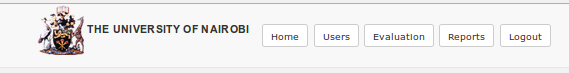 THE UNIVERSITY OF NAIROBI Home Users Evaluation Reports Logout